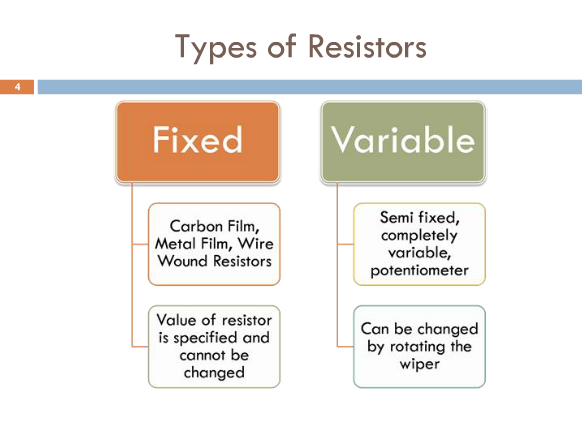 Types of Resistors
4
Fixed
Carbon Film,
Metal Film, Wire
Wound Resistors
Value of resistor
is specified and
cannot be
changed
Variable
Semi fixed,
completely
variable,
potentiometer
Can be changed
by rotating the
wiper